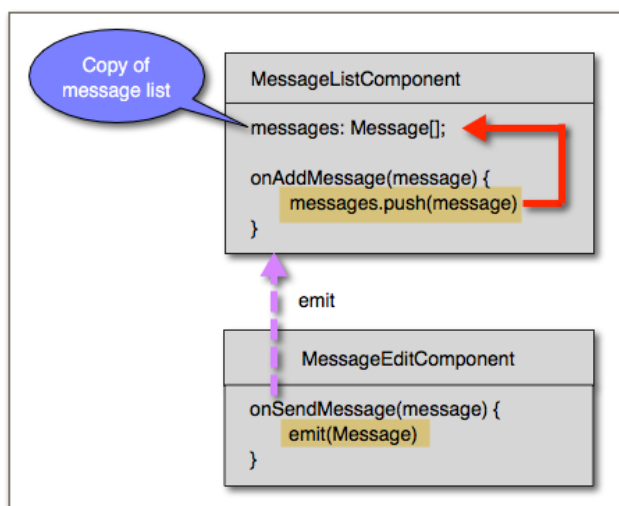 Copy of
message list
MessageListComponent
messages: Message[];
onAddMessage(message) {
messages.push(message)
}
emit
MessageEditComponent
onSendMessage(message) {
emit(Message)
}